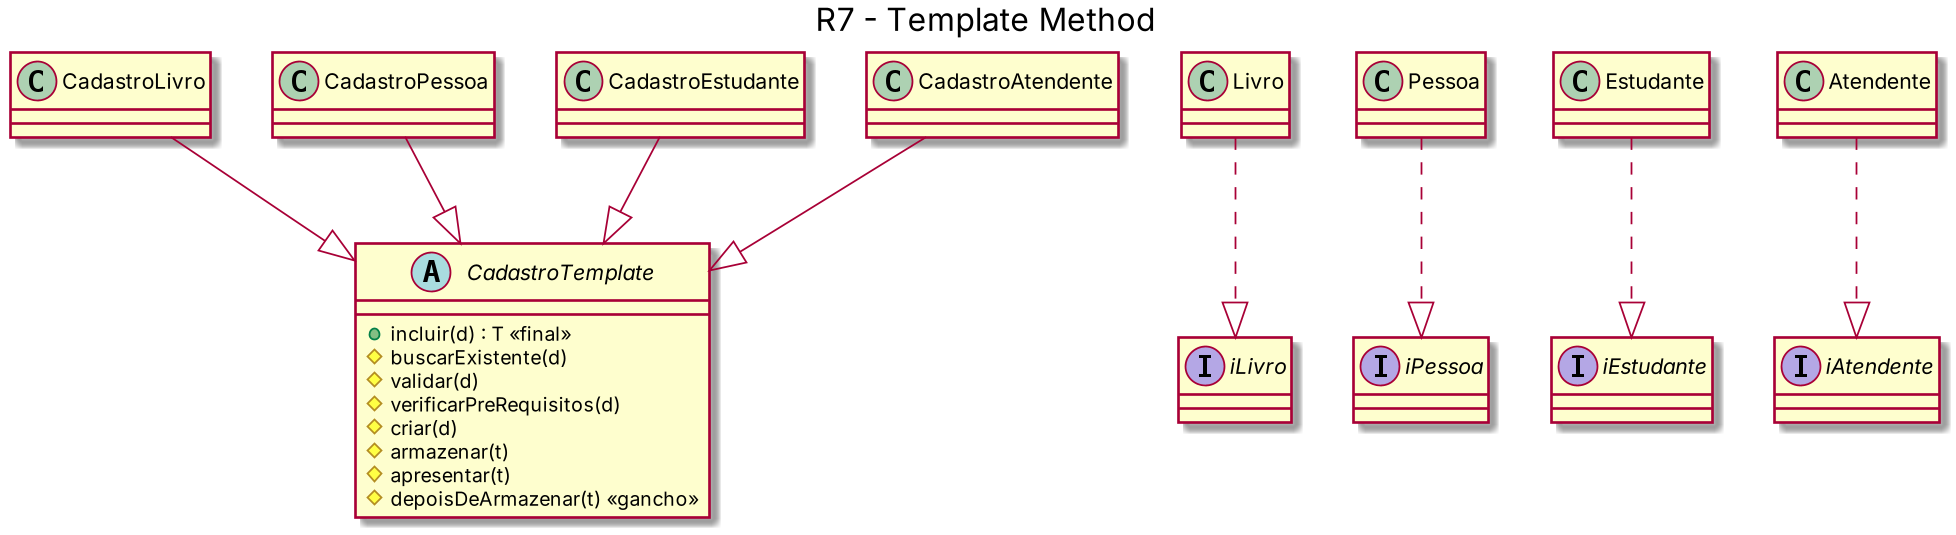 R7 - Template Method
C CadastroLivro
C CadastroPessoa
C CadastroEstudante
C CadastroAtendente
C Livro
C Pessoa
C Estudante
C Atendente
A CadastroTemplate
incluir(d) : T «final»
buscarExistente(d)
validar(d)
verificarPreRequisitos(d)
criar(d)
armazenar(t)
apresentar(t)
depoisDeArmazenar(t) «gancho»
I iLivro
I iPessoa
I iEstudante
I iAtendente